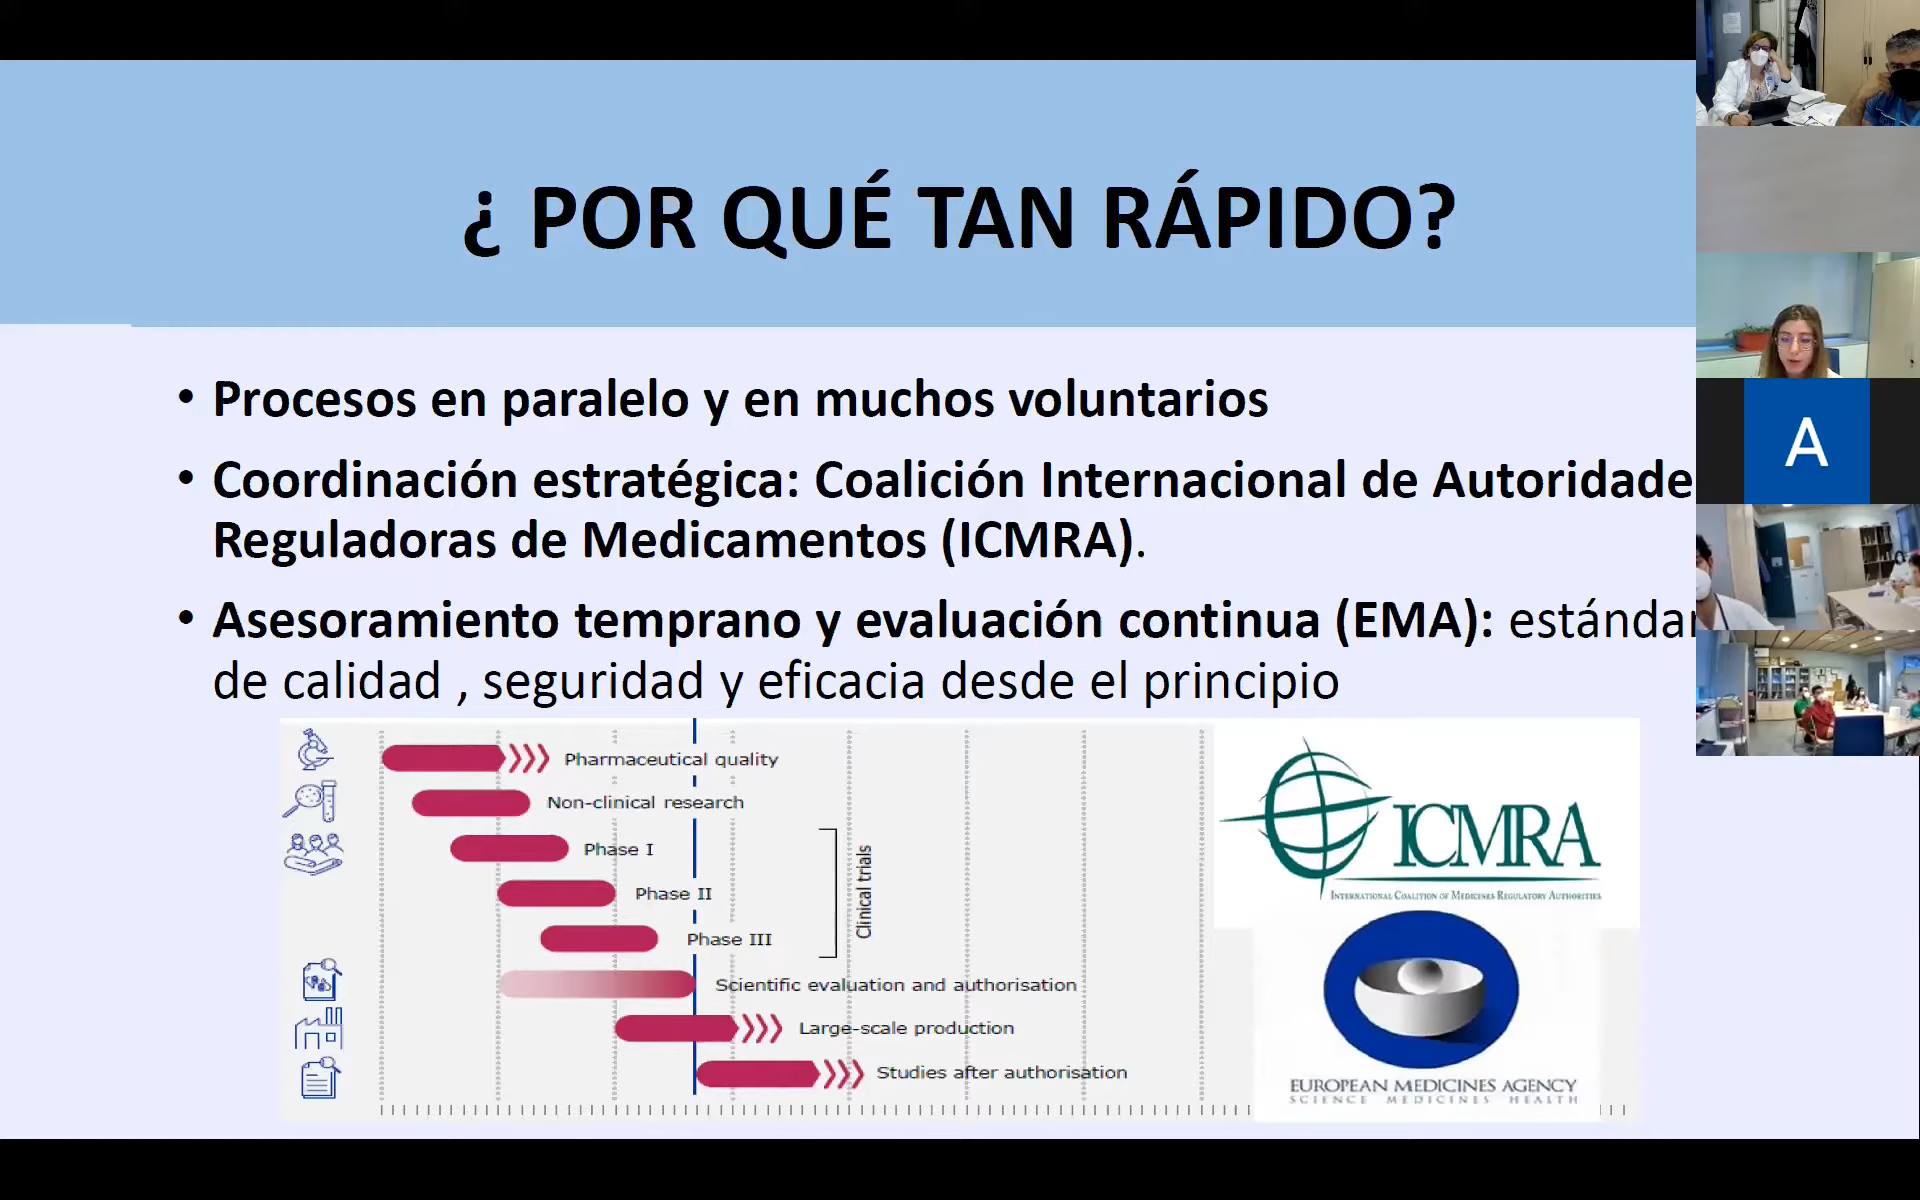 ¿ POR QUÉ TAN RÁPIDO?
• Procesos en paralelo y en muchos voluntarios
• Coordinación estratégica: Coalición Internacional de Autoridade
Reguladoras de Medicamentos (ICMRA).
• Asesoramiento temprano y evaluación continua (EMA): estándar
de calidad , seguridad y eficacia desde el principio
Pharmaceutical quality
Non-clinical research
Phase I
Phase II
Phase III
Clinical trials
Scientific evaluation and authorisation
Large-scale production
Studies after authorisation
ICMRA
INTERNATIONAL COALITION OF MEDICINES REGULATORY AUTHORITIES
EUROPEAN MEDICINES AGENCY
SCIENCE MEDICINES HEALTH
A